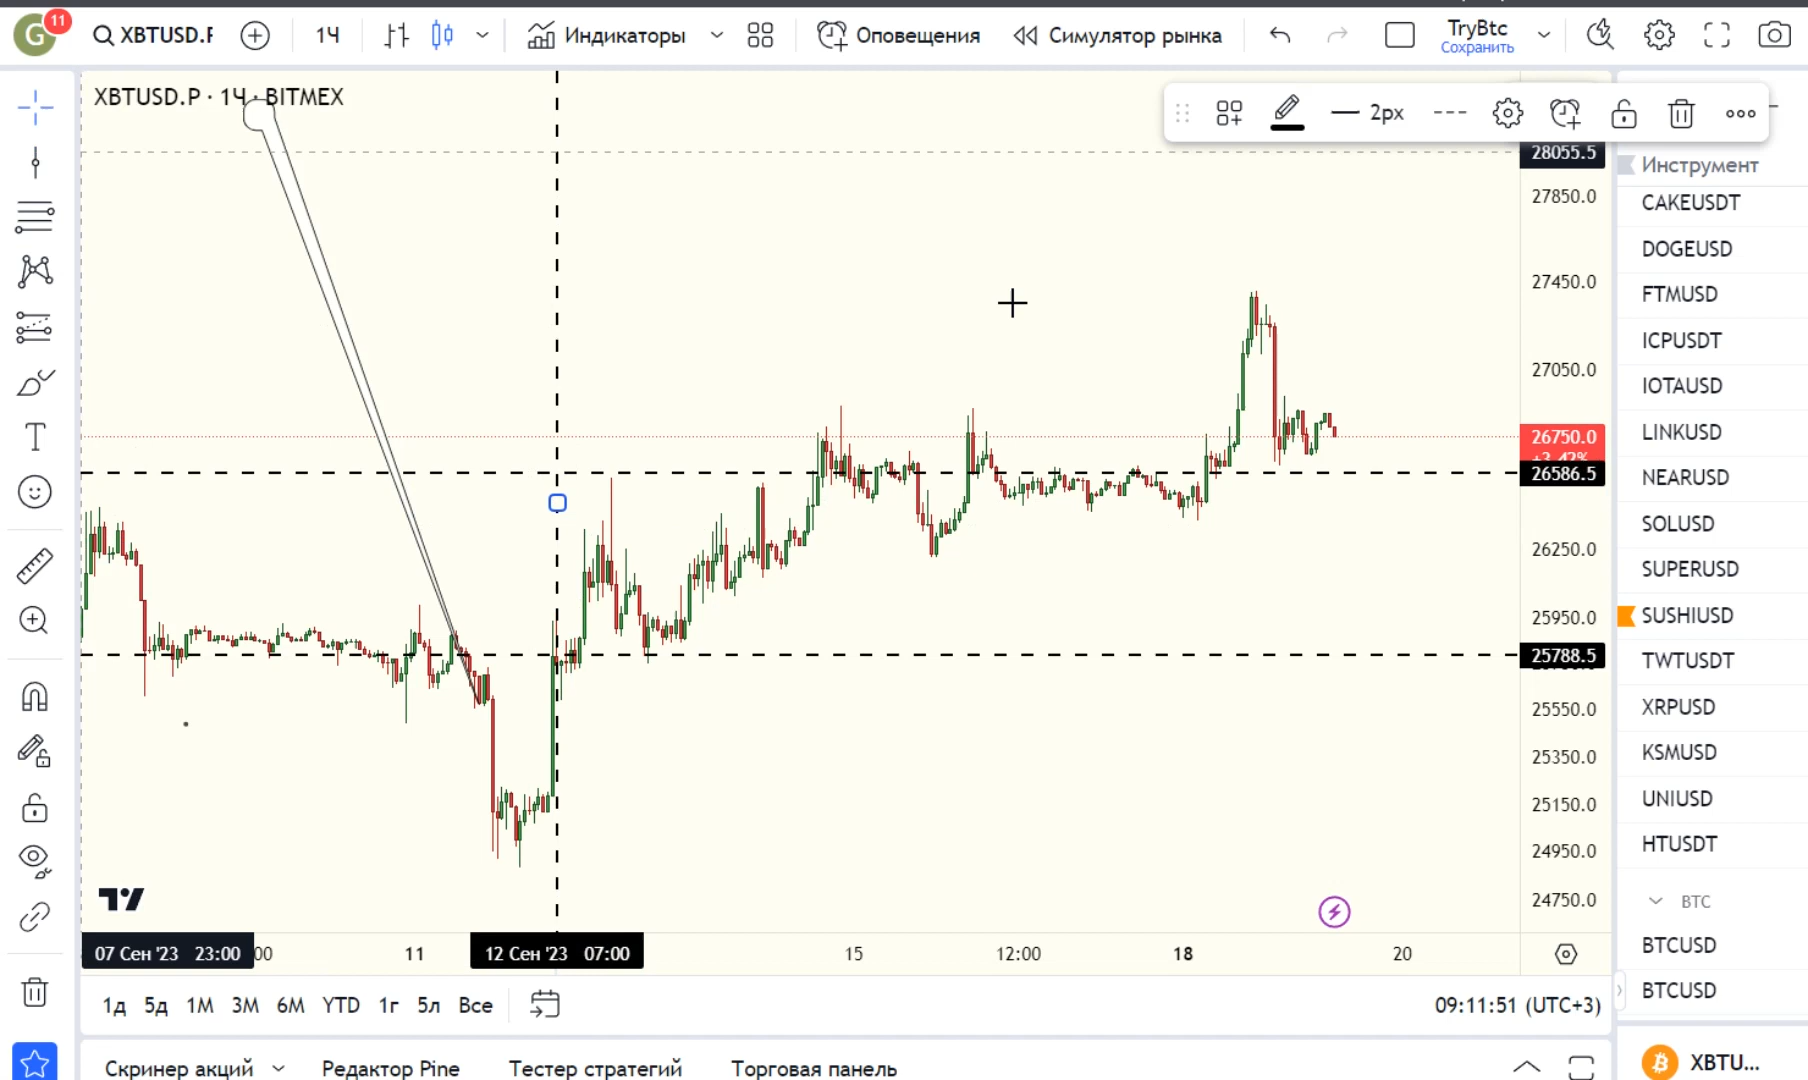 G 11 XBTUSD.P 1Ч Индикаторы Оповещения Симулятор рынка TryBtc
Сохранить
XBTUSD.P · 1Ч · BITMEX
2px
28055.5
27850.0
27450.0
27050.0
26750.0
+3.42%
26586.5
26250.0
25950.0
25788.5
25550.0
25350.0
25150.0
24950.0
24750.0
Инструмент
CAKEUSDT
DOGEUSD
FTMUSD
ICPUSDT
IOTAUSD
LINKUSD
NEARUSD
SOLUSD
SUPERUSD
SUSHIUSD
TWTUSDT
XRPUSD
KSMUSD
UNIUSD
HTUSDT
BTC
BTCUSD
BTCUSD
XBTU...
07 Сен '23 23:00 00 11 12 Сен '23 07:00 15 12:00 18 20
1д 5д 1М 3М 6М YTD 1г 5л Все 09:11:51 (UTC+3)
Скринер акций Редактор Pine Тестер стратегий Торговая панель